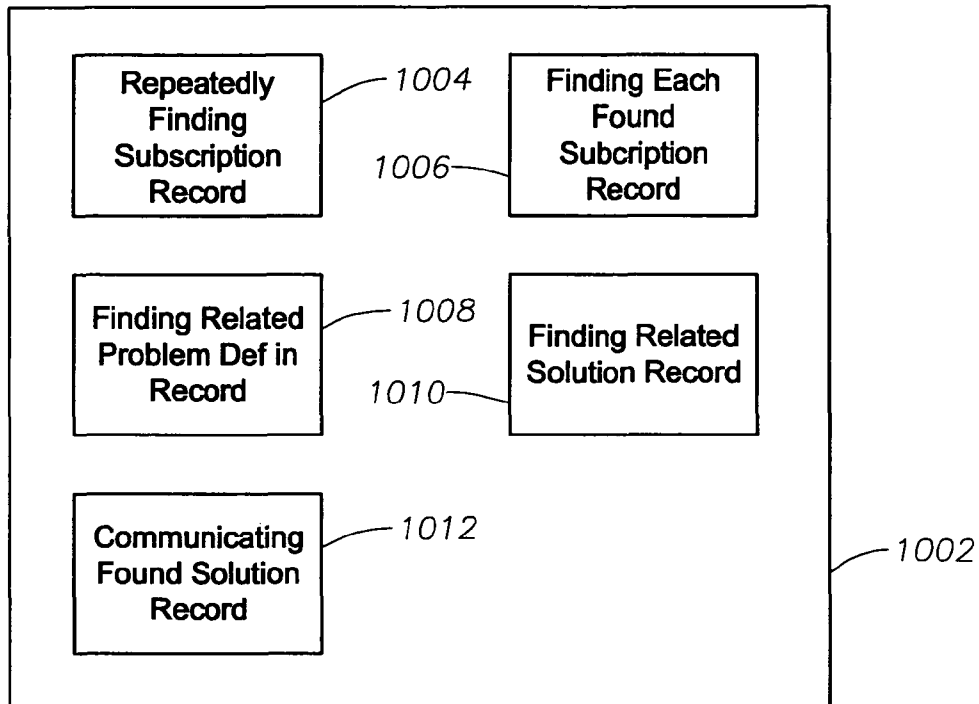 Repeatedly
Finding
Subscription
Record
1004
Finding Each
Found
Subcription
Record
1006
Finding Related
Problem Def in
Record
1008
Finding Related
Solution Record
1010
Communicating
Found Solution
Record
1012
1002